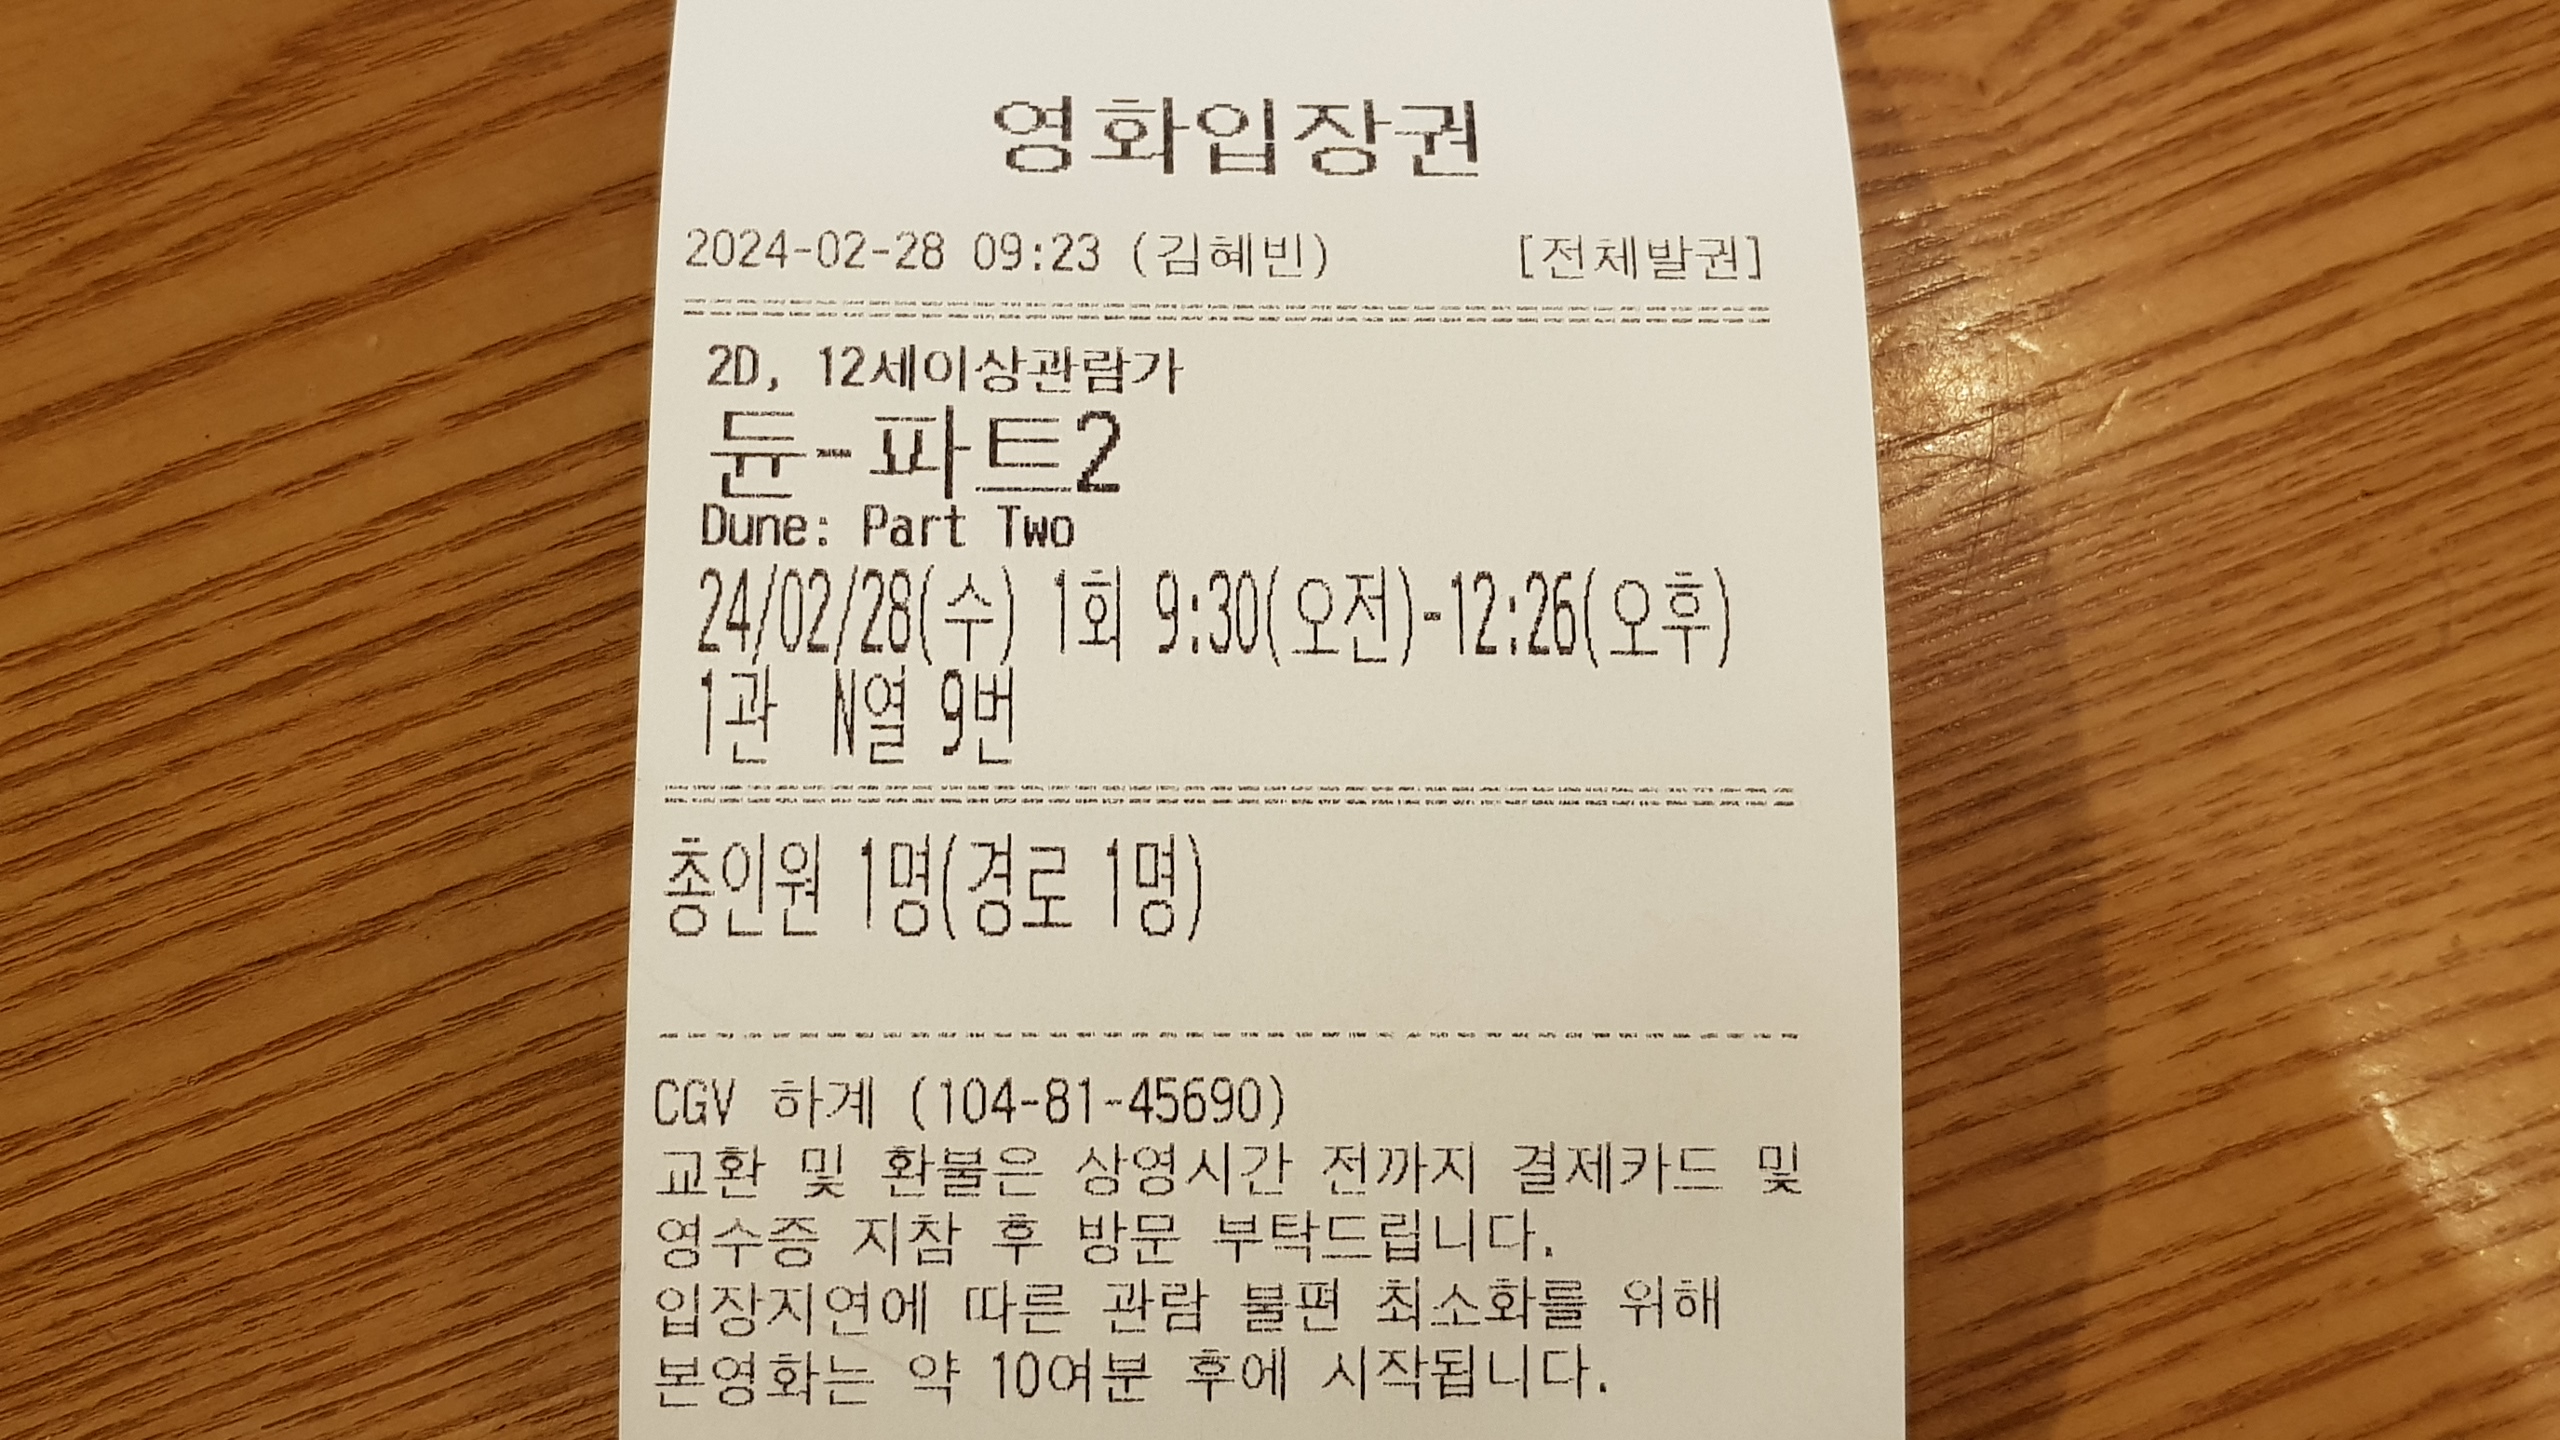 영화입장권
2024-02-28 09:23 (김혜빈) [전체발권]
2D, 12세이상관람가
듄-파트2
Dune: Part Two
24/02/28(수) 1회 9:30(오전)-12:26(오후)
1관 N열 9번
총인원 1명(경로 1명)
CGV 하계 (104-81-45690)
교환 및 환불은 상영시간 전까지 결제카드 및
영수증 지참 후 방문 부탁드립니다.
입장지연에 따른 관람 불편 최소화를 위해
본영화는 약 10여분 후에 시작됩니다.